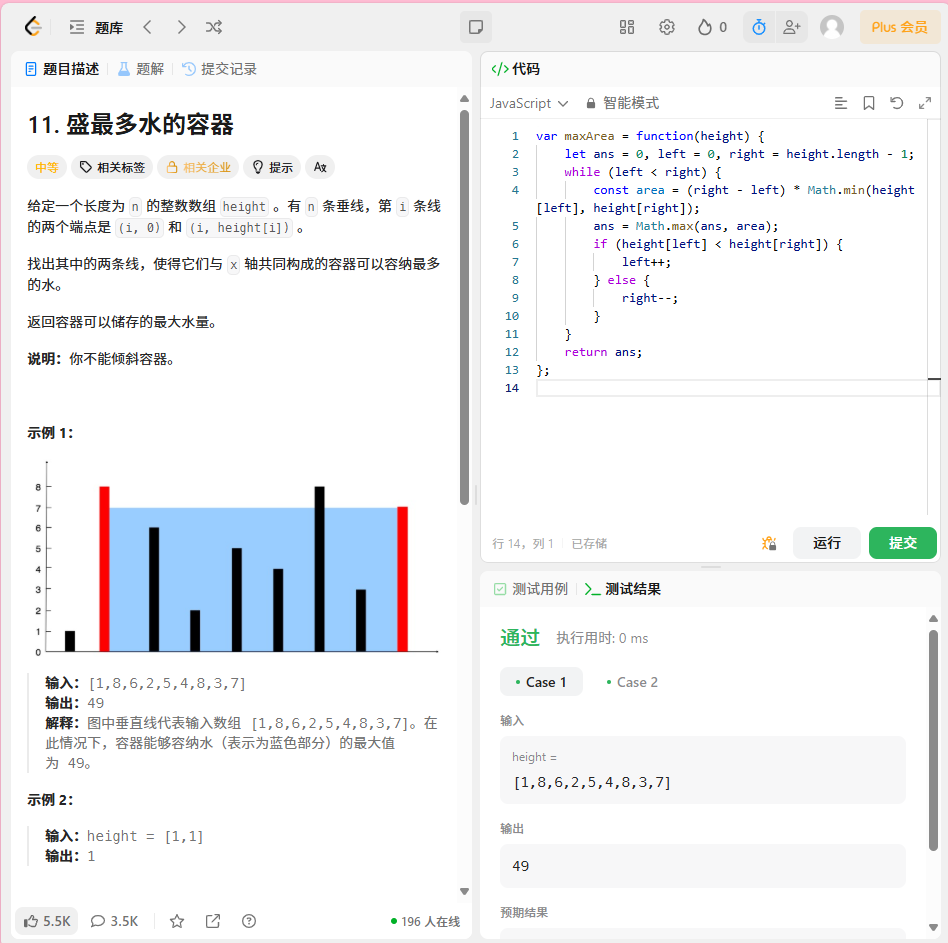 题库
0
Plus 会员
题目描述
题解
提交记录
11. 盛最多水的容器
中等
相关标签
相关企业
提示
给定一个长度为 n 的整数数组 height 。有 n 条垂线，第 i 条线
的两个端点是 (i, 0) 和 (i, height[i]) 。
找出其中的两条线，使得它们与 x 轴共同构成的容器可以容纳最多
的水。
返回容器可以储存的最大水量。
说明：你不能倾斜容器。
示例 1：
8
7
6
5
4
3
2
1
0
输入：[1,8,6,2,5,4,8,3,7]
输出：49
解释：图中垂直线代表输入数组 [1,8,6,2,5,4,8,3,7]。在
此情况下，容器能够容纳水（表示为蓝色部分）的最大值
为 49。
示例 2：
输入：height = [1,1]
输出：1
5.5K
3.5K
196 人在线
</> 代码
JavaScript
智能模式
1 var maxArea = function(height) {
2 let ans = 0, left = 0, right = height.length - 1;
3 while (left < right) {
4 const area = (right - left) * Math.min(height
[left], height[right]);
5 ans = Math.max(ans, area);
6 if (height[left] < height[right]) {
7 left++;
8 } else {
9 right--;
10 }
11 }
12 return ans;
13 };
14
行 14，列 1
已存储
运行
提交
测试用例
测试结果
通过
执行用时: 0 ms
Case 1
Case 2
输入
height =
[1,8,6,2,5,4,8,3,7]
输出
49
预期结果